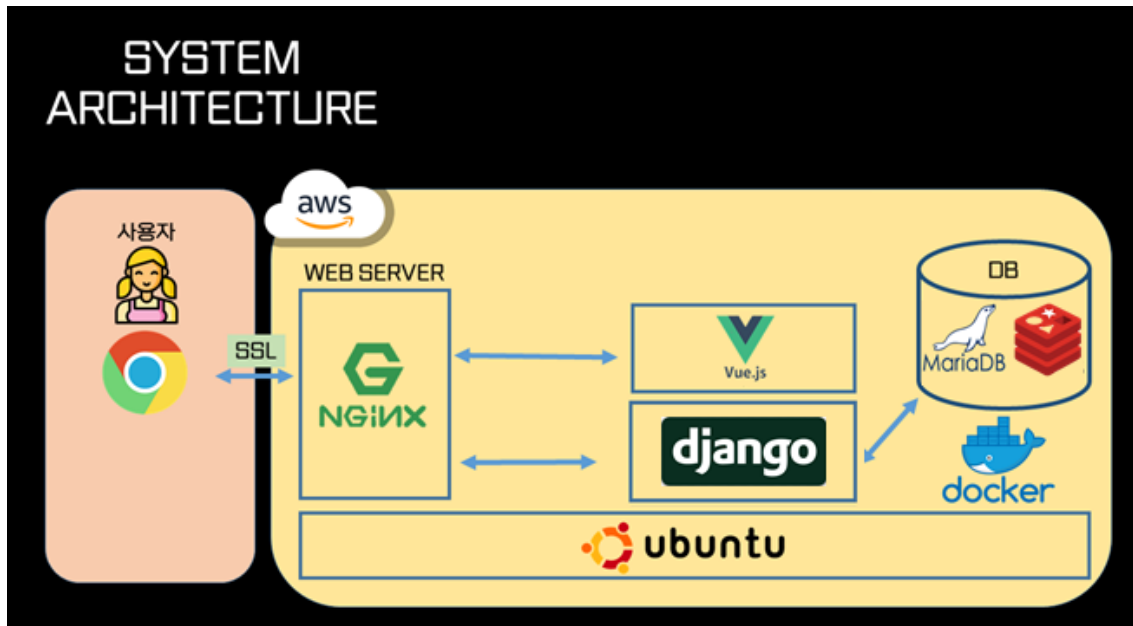 SYSTEM
ARCHITECTURE
사용자
SSL
aws
WEB SERVER
NGiNX
Vue.js
django
DB
MariaDB
docker
ubuntu